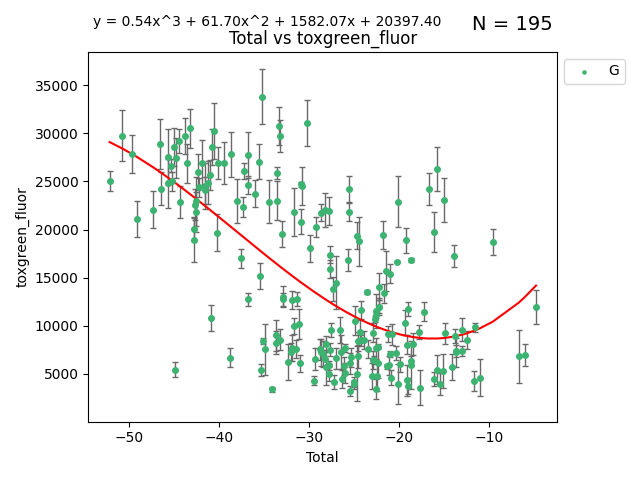 y = 0.54x^3 + 61.70x^2 + 1582.07x + 20397.40
N = 195
Total vs toxgreen_fluor
G
toxgreen_fluor
35000
30000
25000
20000
15000
10000
5000
−50
−40
−30
−20
−10
Total